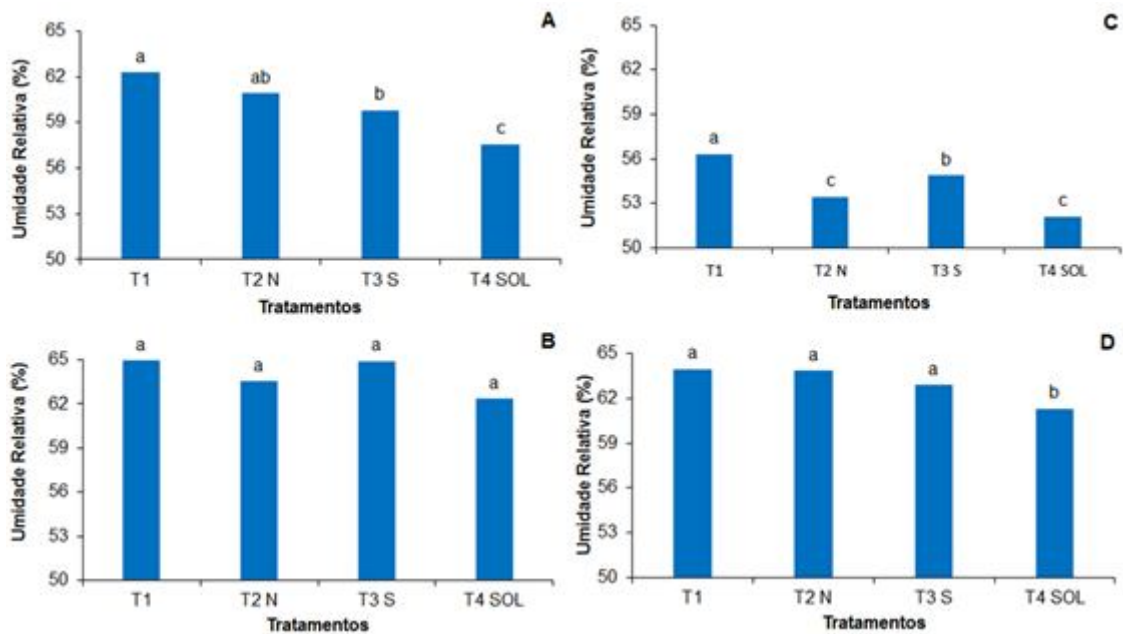 A
Umidade Relativa (%)
65
62
59
56
53
50
a
ab
b
c
T1
T2 N
T3 S
T4 SOL
Tratamentos
C
Umidade Relativa (%)
65
62
59
56
53
50
a
c
b
c
T1
T2 N
T3 S
T4 SOL
Tratamentos
B
Umidade Relativa (%)
65
62
59
56
53
50
a
a
a
a
T1
T2 N
T3 S
T4 SOL
Tratamentos
D
Umidade Relativa (%)
65
62
59
56
53
50
a
a
a
b
T1
T2 N
T3 S
T4 SOL
Tratamentos